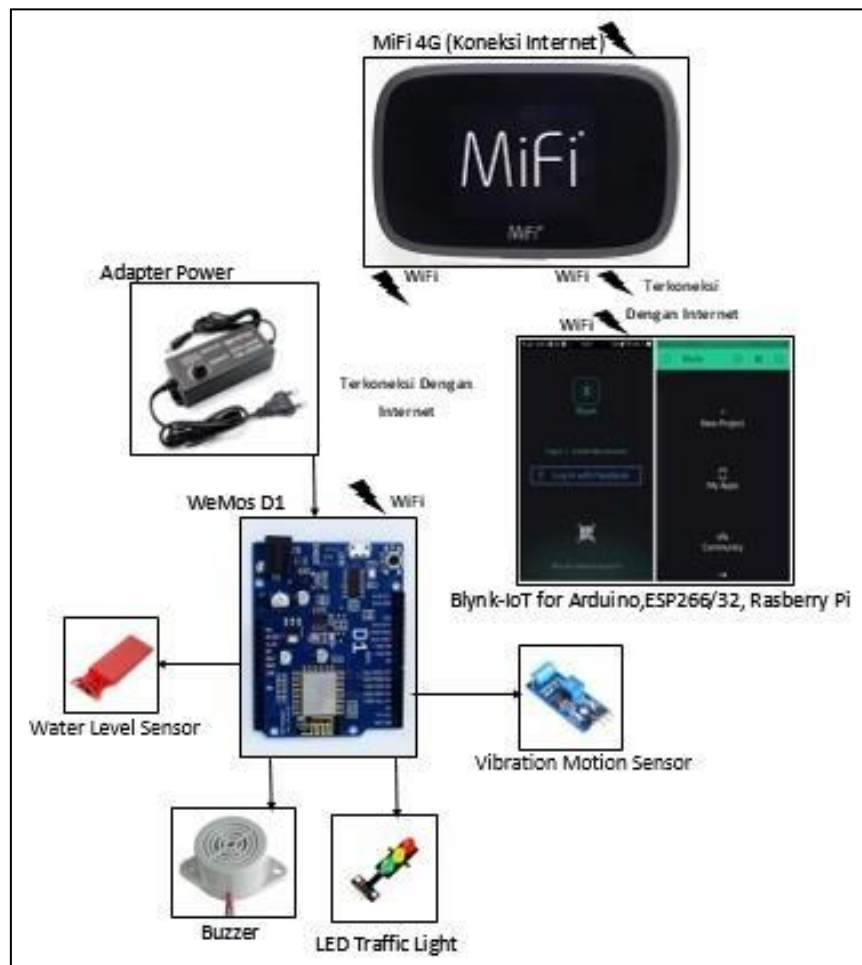 MiFi 4G (Koneksi Internet)
MiFi
MiFi
WiFi
WiFi
Terkoneksi
Dengan Internet
WiFi
Adapter Power
Terkoneksi Dengan
Internet
WeMos D1
WiFi
D1
Blynk
New Project
My Apps
Community
Blynk-IoT for Arduino,ESP266/32, Rasberry Pi
Water Level Sensor
Vibration Motion Sensor
Buzzer
LED Traffic Light